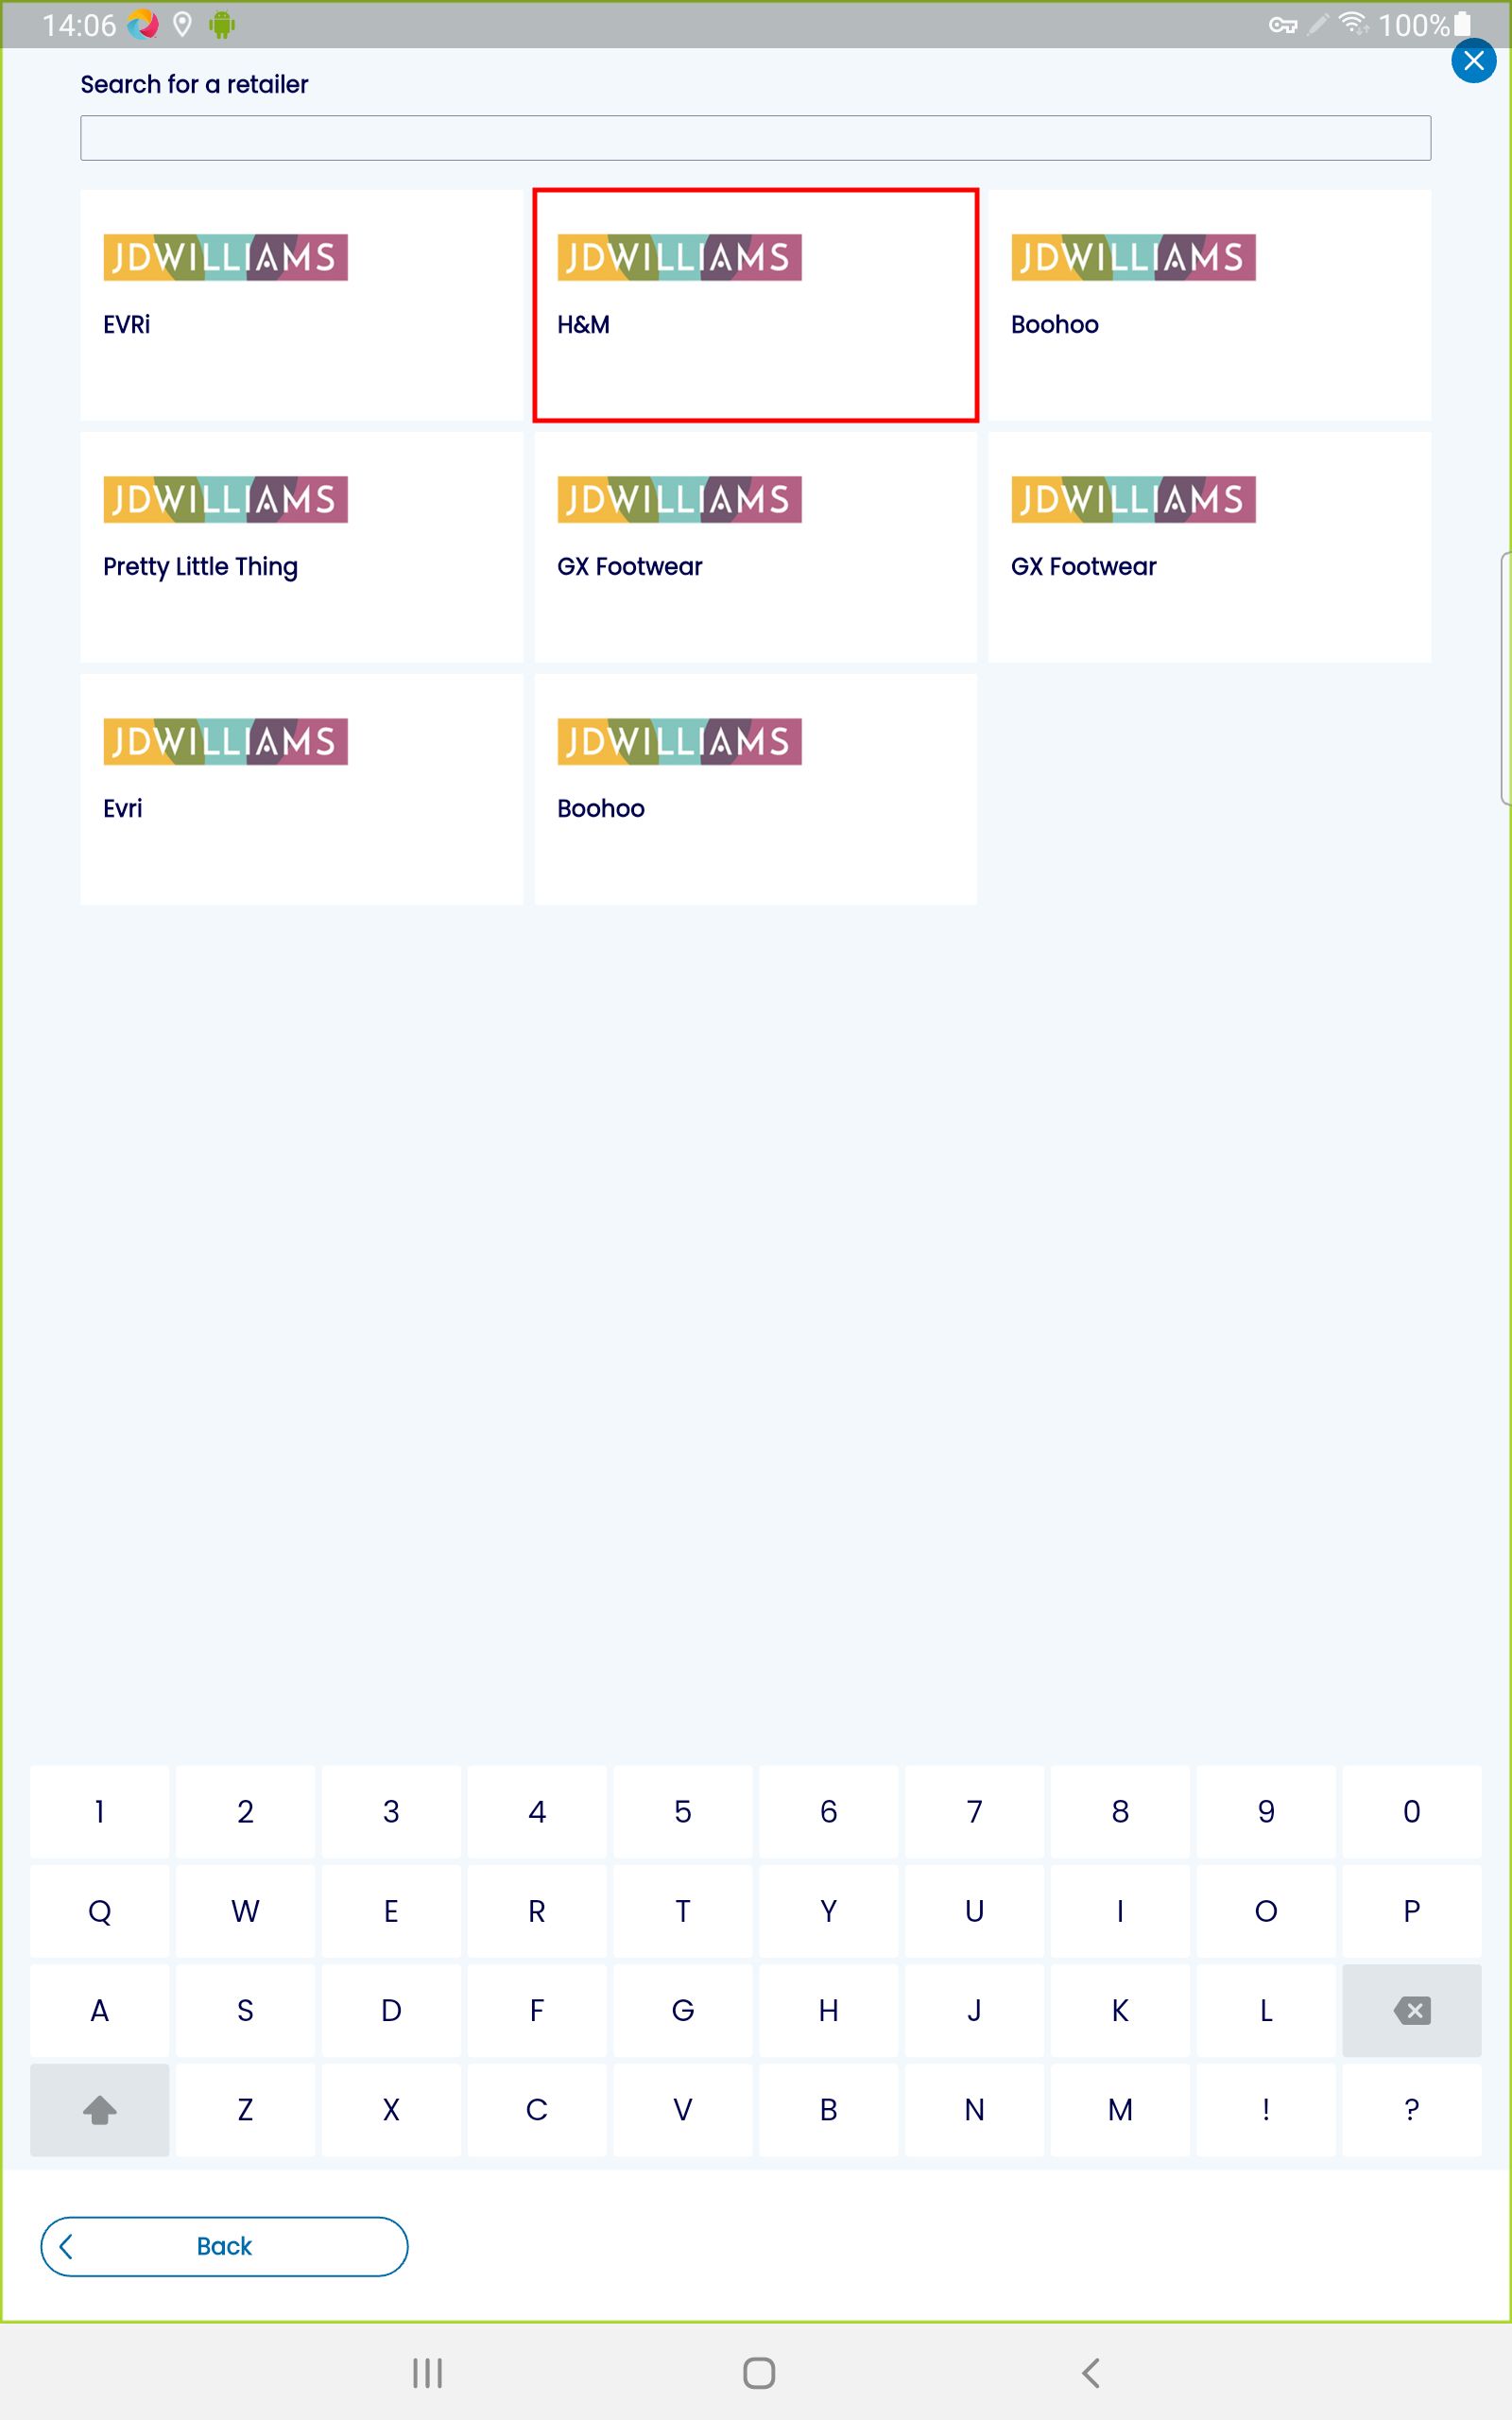 14:06 100%
Search for a retailer
JDWILLIAMS JDWILLIAMS JDWILLIAMS
EVRi H&M Boohoo
JDWILLIAMS JDWILLIAMS JDWILLIAMS
Pretty Little Thing GX Footwear GX Footwear
JDWILLIAMS JDWILLIAMS
Evri Boohoo
1 2 3 4 5 6 7 8 9 0
Q W E R T Y U I O P
A S D F G H J K L
Z X C V B N M ! ?
Back